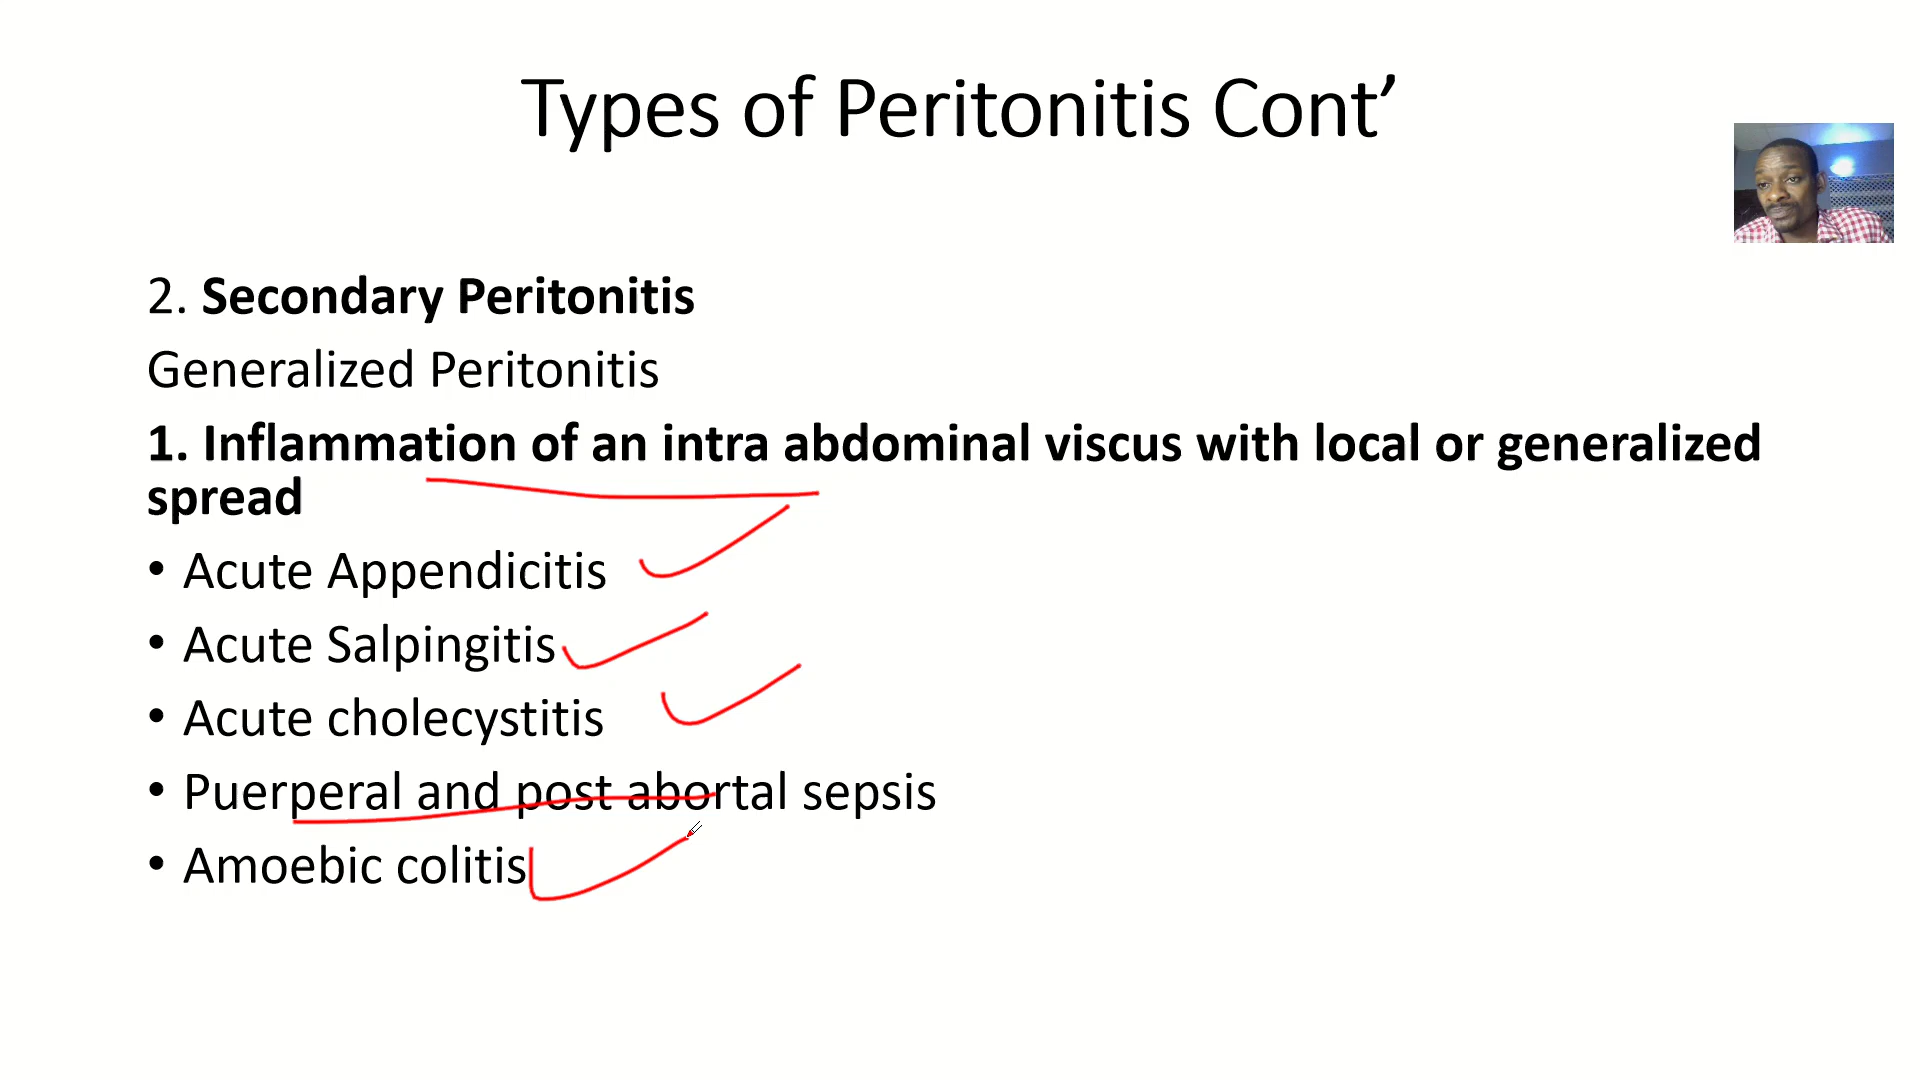 Types of Peritonitis Cont’
2. Secondary Peritonitis
Generalized Peritonitis
1. Inflammation of an intra abdominal viscus with local or generalized
spread
• Acute Appendicitis
• Acute Salpingitis
• Acute cholecystitis
• Puerperal and post abortal sepsis
• Amoebic colitis